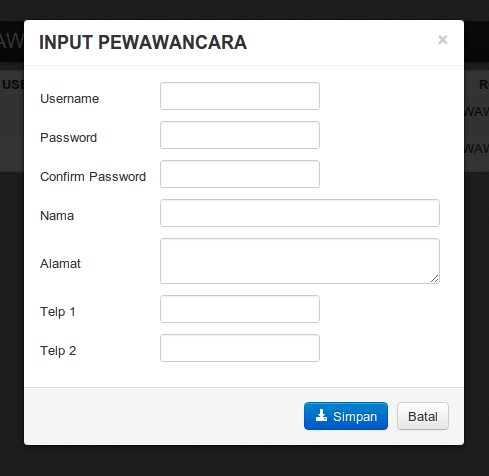 INPUT PEWAWANCARA ×
Username
Password
Confirm Password
Nama
Alamat
Telp 1
Telp 2
Simpan Batal